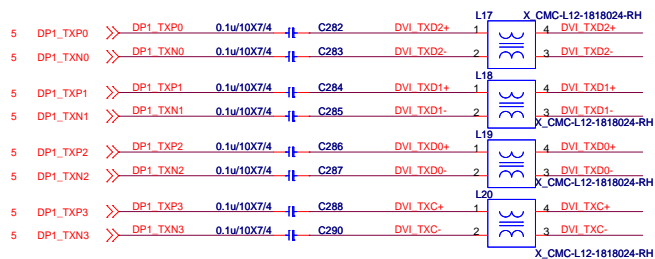 L17 X_CMC-L12-1818024-RH
5 DP1_TXP0 DP1_TXP0 0.1u/10X7/4 C282 DVI_TXD2+ 1 4 DVI_TXD2+
5 DP1_TXN0 DP1_TXN0 0.1u/10X7/4 C283 DVI_TXD2- 2 3 DVI_TXD2-
L18
5 DP1_TXP1 DP1_TXP1 0.1u/10X7/4 C284 DVI_TXD1+ 1 4 DVI_TXD1+
5 DP1_TXN1 DP1_TXN1 0.1u/10X7/4 C285 DVI_TXD1- 2 3 DVI_TXD1-
X_CMC-L12-1818024-RH
L19
5 DP1_TXP2 DP1_TXP2 0.1u/10X7/4 C286 DVI_TXD0+ 1 4 DVI_TXD0+
5 DP1_TXN2 DP1_TXN2 0.1u/10X7/4 C287 DVI_TXD0- 2 3 DVI_TXD0-
X_CMC-L12-1818024-RH
L20
5 DP1_TXP3 DP1_TXP3 0.1u/10X7/4 C288 DVI_TXC+ 1 4 DVI_TXC+
5 DP1_TXN3 DP1_TXN3 0.1u/10X7/4 C290 DVI_TXC- 2 3 DVI_TXC-
X_CMC-L12-1818024-RH